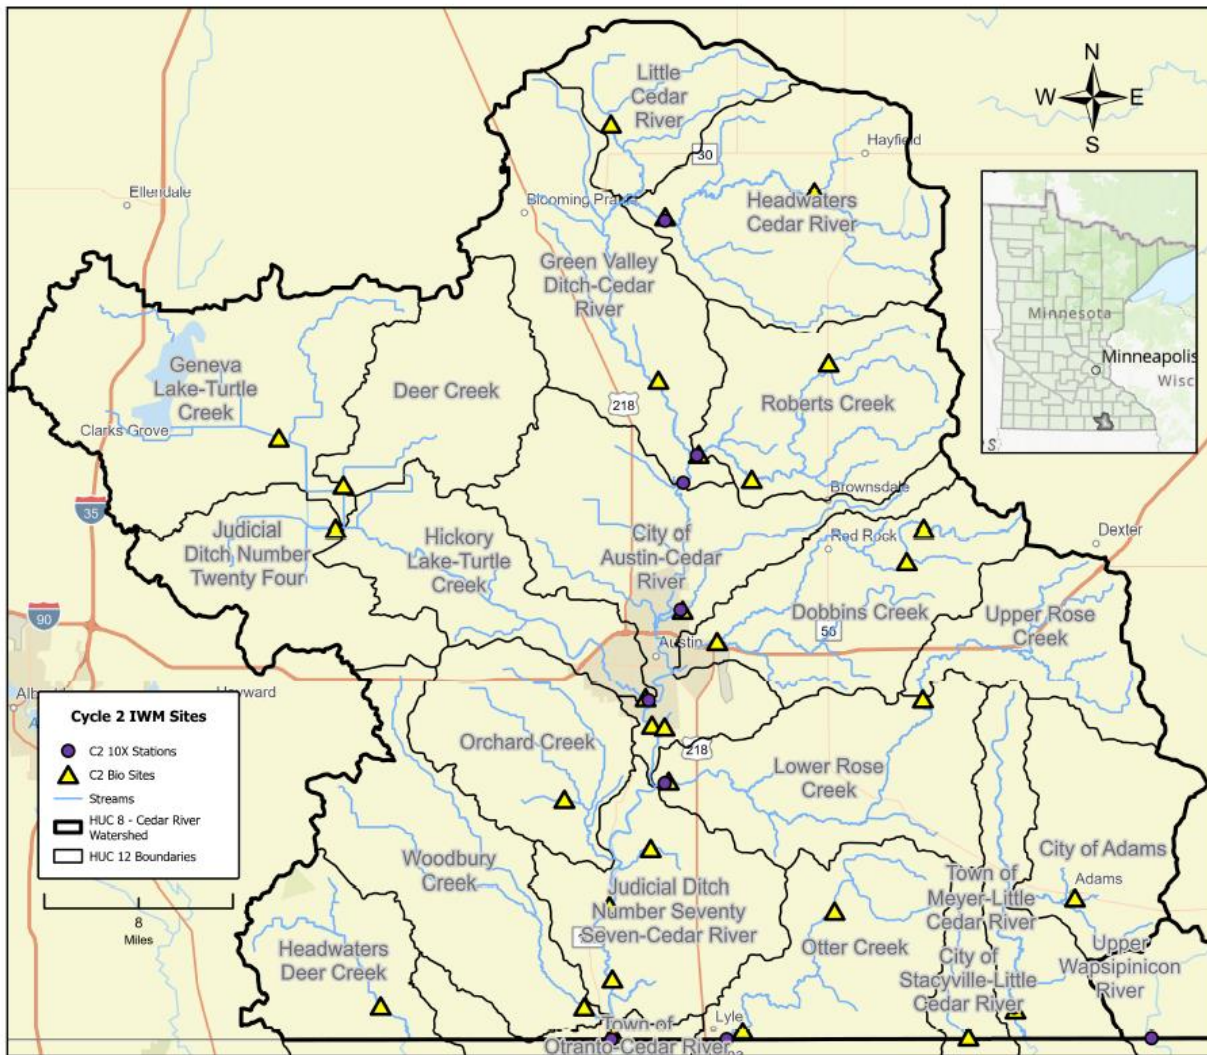 N
W E
S
Little
Cedar
River
Hayfield
30
Ellendale
Headwaters
Cedar River
Green Valley
Ditch-Cedar
River
Minnesota
Minneapolis
Wisc
Geneva
Lake-Turtle
Creek
Deer Creek
218
Roberts Creek
Clarks Grove
35
Brownsdale
Judicial
Ditch Number
Twenty Four
Hickory
Lake-Turtle
Creek
City of
Austin-Cedar
River
Red Rock
Dexter
90
Dobbins Creek
Upper Rose
Creek
Austin
Cycle 2 IWM Sites
C2 10X Stations
C2 Bio Sites
Streams
HUC 8 - Cedar River
Watershed
HUC 12 Boundaries
8
Miles
Orchard Creek
218
Lower Rose
Creek
Woodbury
Creek
Judicial Ditch
Number Seventy
Seven-Cedar River
City of Adams
Adams
Town of
Meyer-Little
Cedar River
Headwaters
Deer Creek
Otter Creek
City of
Stacyville-Little
Cedar River
Upper
Wapsipinicon
River
Lyle
Town of
Otranto-Cedar River